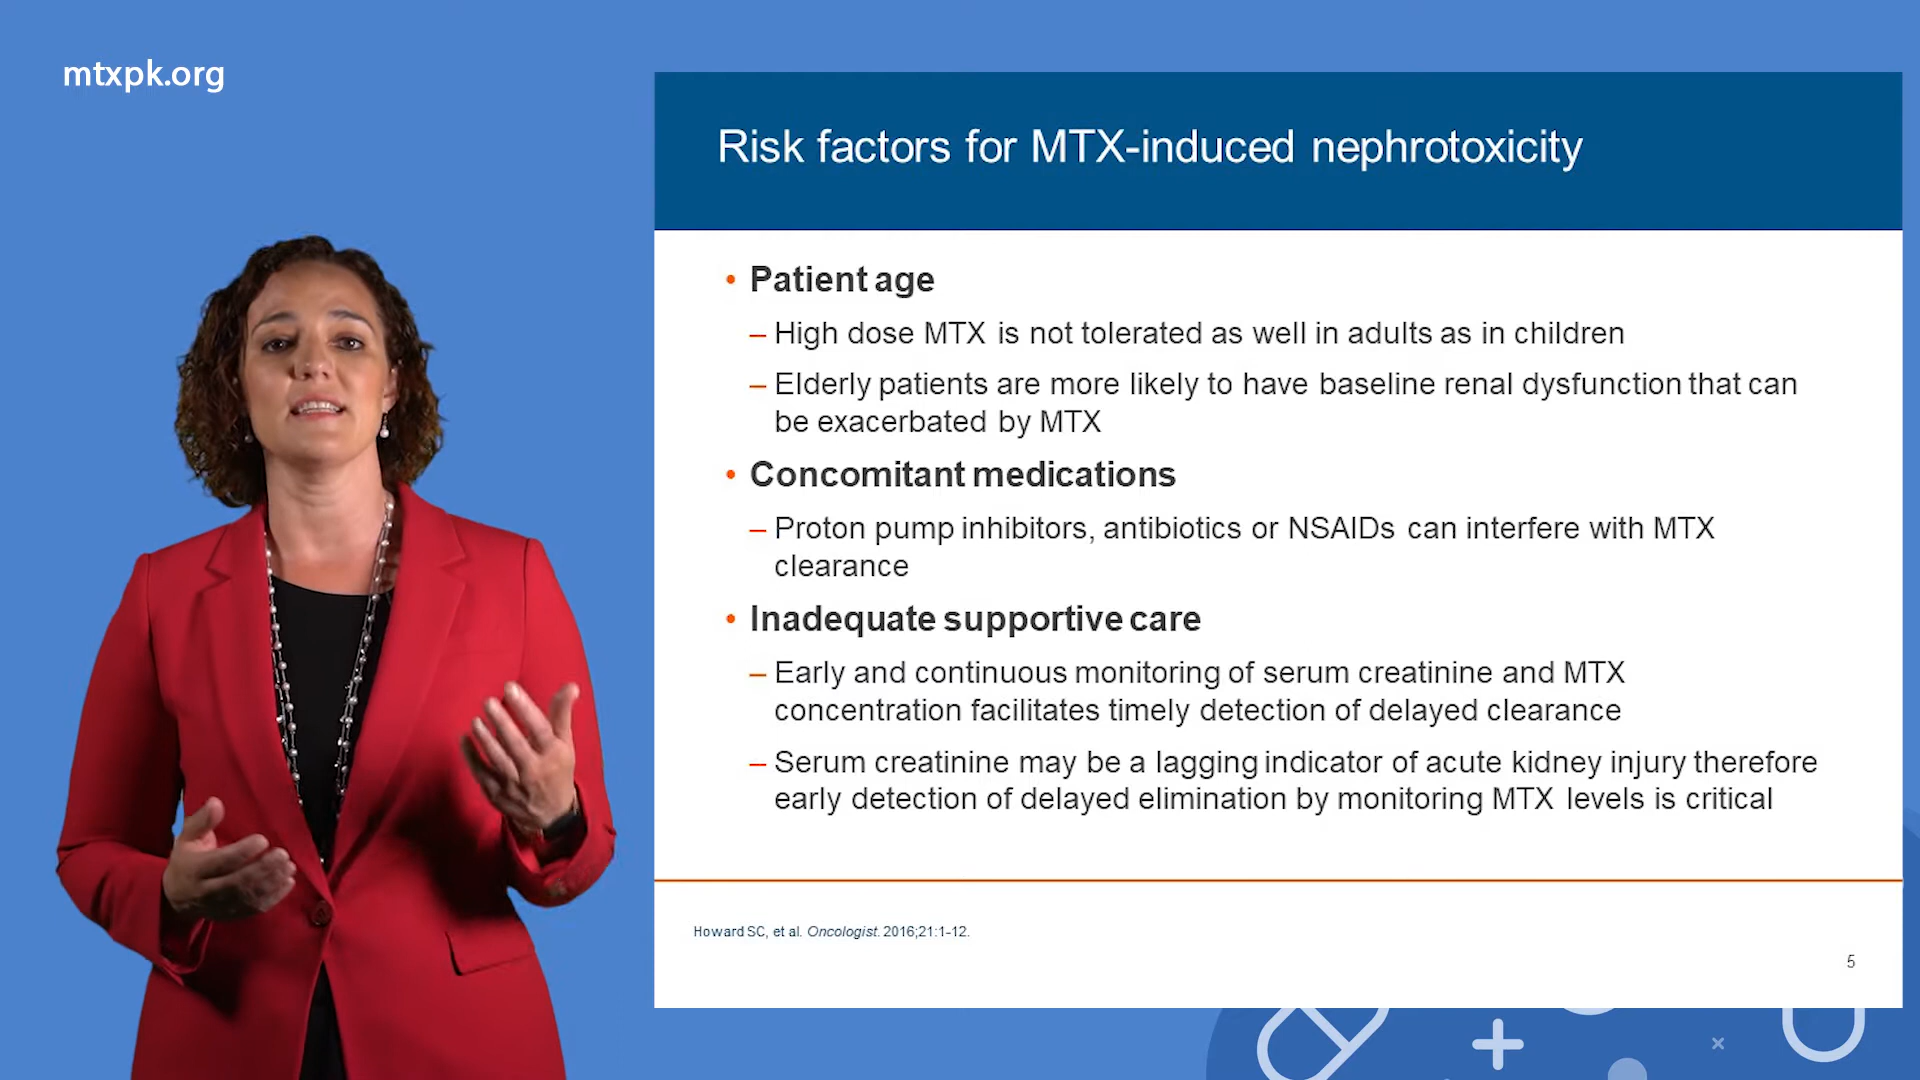 mtxpk.org
Risk factors for MTX-induced nephrotoxicity
• Patient age
– High dose MTX is not tolerated as well in adults as in children
– Elderly patients are more likely to have baseline renal dysfunction that can
be exacerbated by MTX
• Concomitant medications
– Proton pump inhibitors, antibiotics or NSAIDs can interfere with MTX
clearance
• Inadequate supportive care
– Early and continuous monitoring of serum creatinine and MTX
concentration facilitates timely detection of delayed clearance
– Serum creatinine may be a lagging indicator of acute kidney injury therefore
early detection of delayed elimination by monitoring MTX levels is critical
Howard SC, et al. Oncologist. 2016;21:1-12.
5